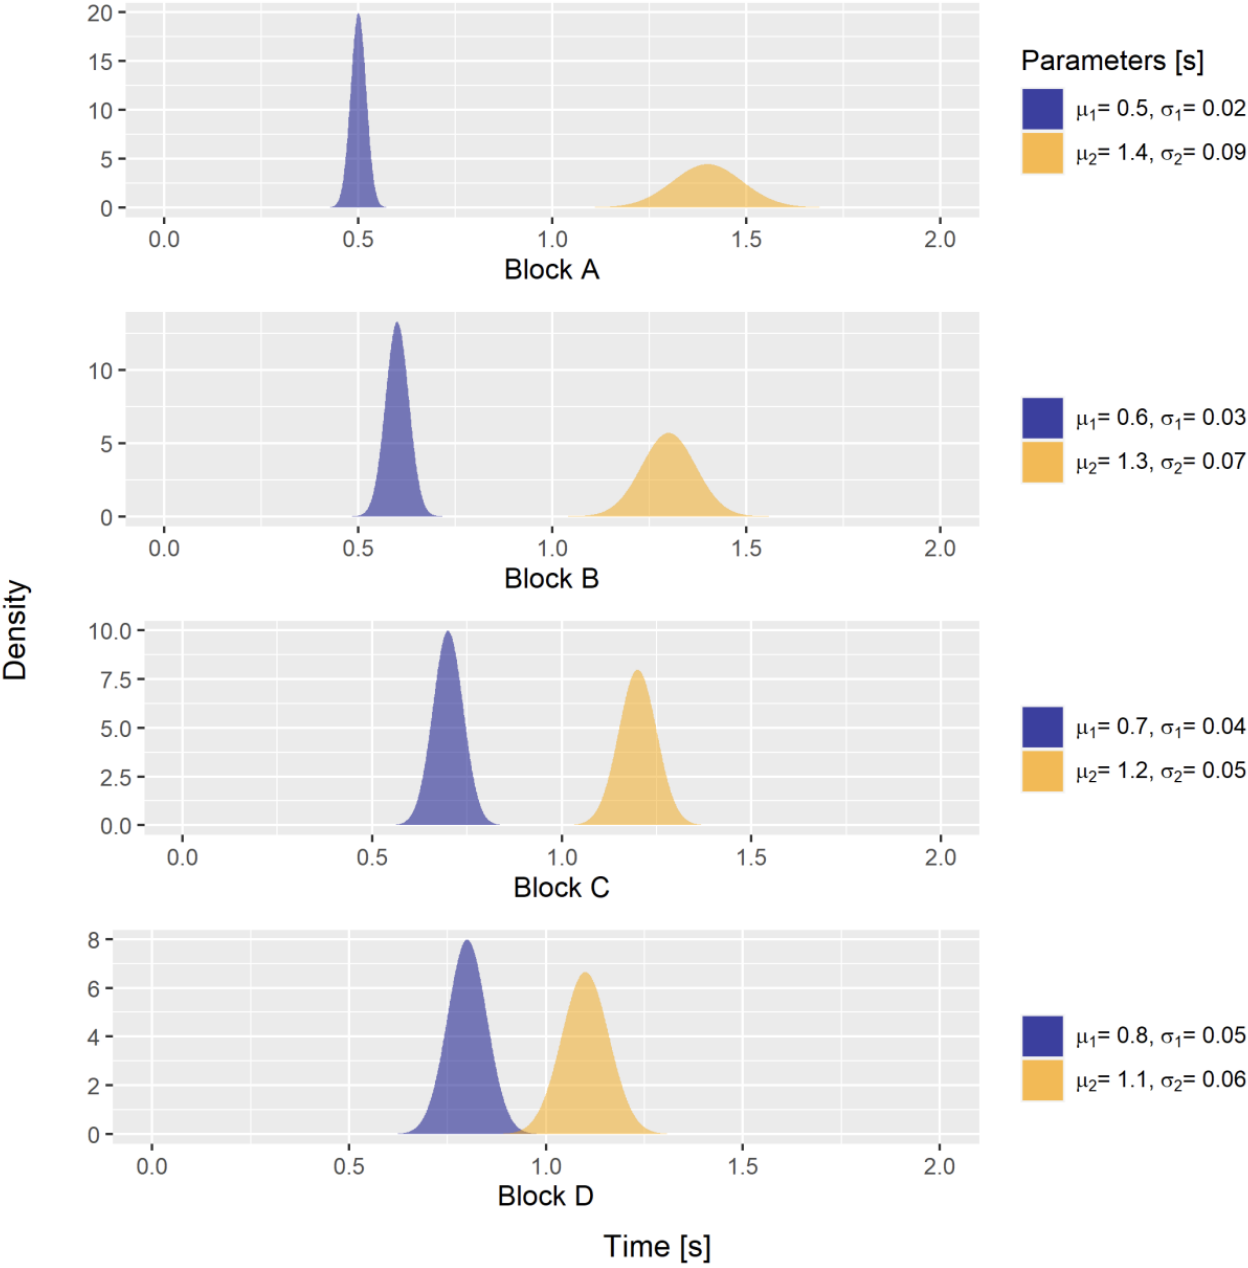 Density
20
15
10
5
0
0.0 0.5 1.0 1.5 2.0
Block A
Parameters [s]
μ1= 0.5, σ1= 0.02
μ2= 1.4, σ2= 0.09
10
5
0
0.0 0.5 1.0 1.5 2.0
Block B
μ1= 0.6, σ1= 0.03
μ2= 1.3, σ2= 0.07
10.0
7.5
5.0
2.5
0.0
0.0 0.5 1.0 1.5 2.0
Block C
μ1= 0.7, σ1= 0.04
μ2= 1.2, σ2= 0.05
8
6
4
2
0
0.0 0.5 1.0 1.5 2.0
Block D
μ1= 0.8, σ1= 0.05
μ2= 1.1, σ2= 0.06
Time [s]